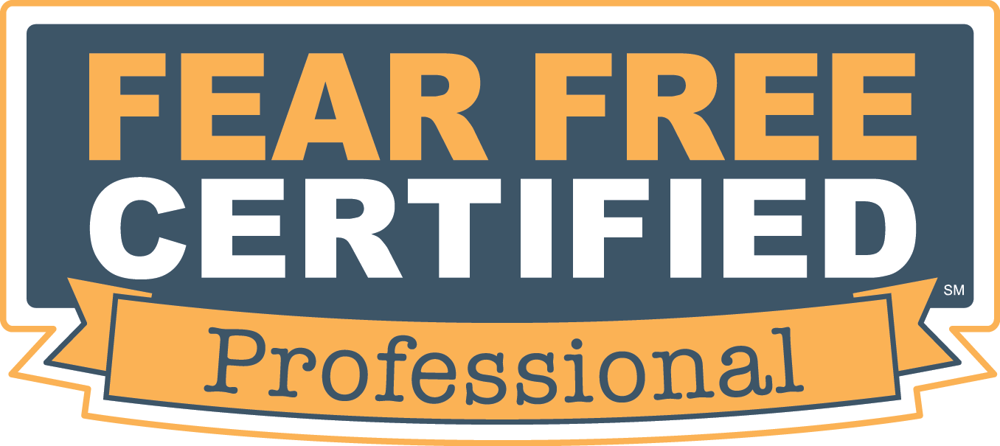 FEAR FREE
CERTIFIED
SM
Professional